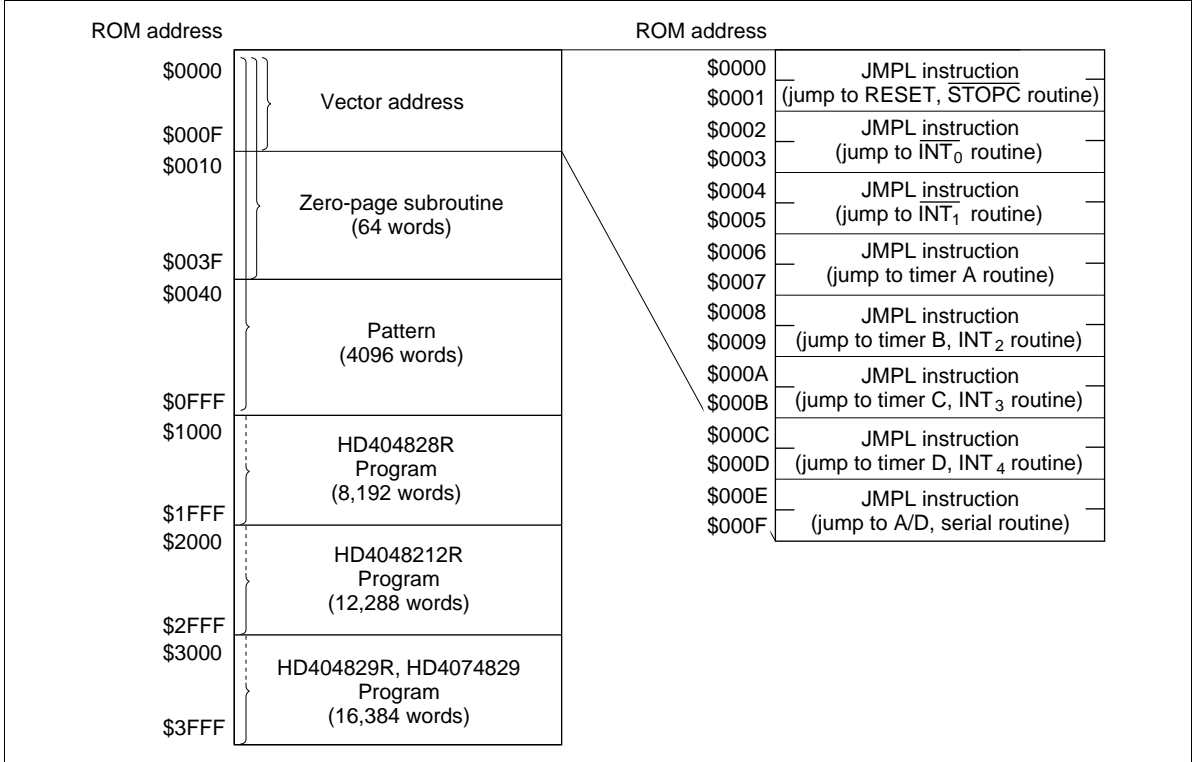 ROM address
$0000
Vector address
$000F
$0010
Zero-page subroutine
(64 words)
$003F
$0040
Pattern
(4096 words)
$0FFF
$1000
HD404828R
Program
(8,192 words)
$1FFF
$2000
HD4048212R
Program
(12,288 words)
$2FFF
$3000
HD404829R, HD4074829
Program
(16,384 words)
$3FFF
ROM address
$0000
JMPL instruction
$0001
(jump to RESET, STOPC routine)
$0002
JMPL instruction
$0003
(jump to INT0 routine)
$0004
JMPL instruction
$0005
(jump to INT1 routine)
$0006
JMPL instruction
$0007
(jump to timer A routine)
$0008
JMPL instruction
$0009
(jump to timer B, INT2 routine)
$000A
JMPL instruction
$000B
(jump to timer C, INT3 routine)
$000C
JMPL instruction
$000D
(jump to timer D, INT4 routine)
$000E
JMPL instruction
$000F
(jump to A/D, serial routine)